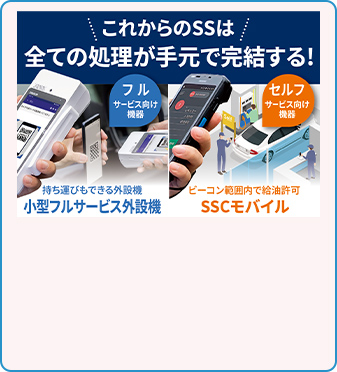 これからのSSは
全ての処理が手元で完結する!
フル
サービス向け
機器
セルフ
サービス向け
機器
持ち運びもできる外設機
小型フルサービス外設機
ビーコン範囲内で給油許可
SSCモバイル